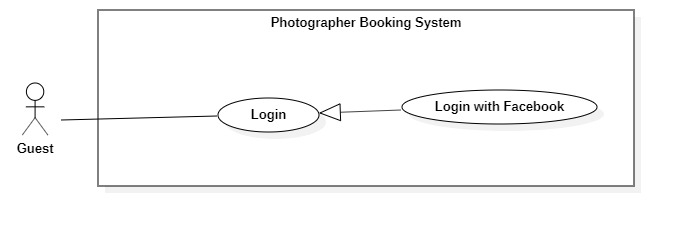 Photographer Booking System
Login
Login with Facebook
Guest